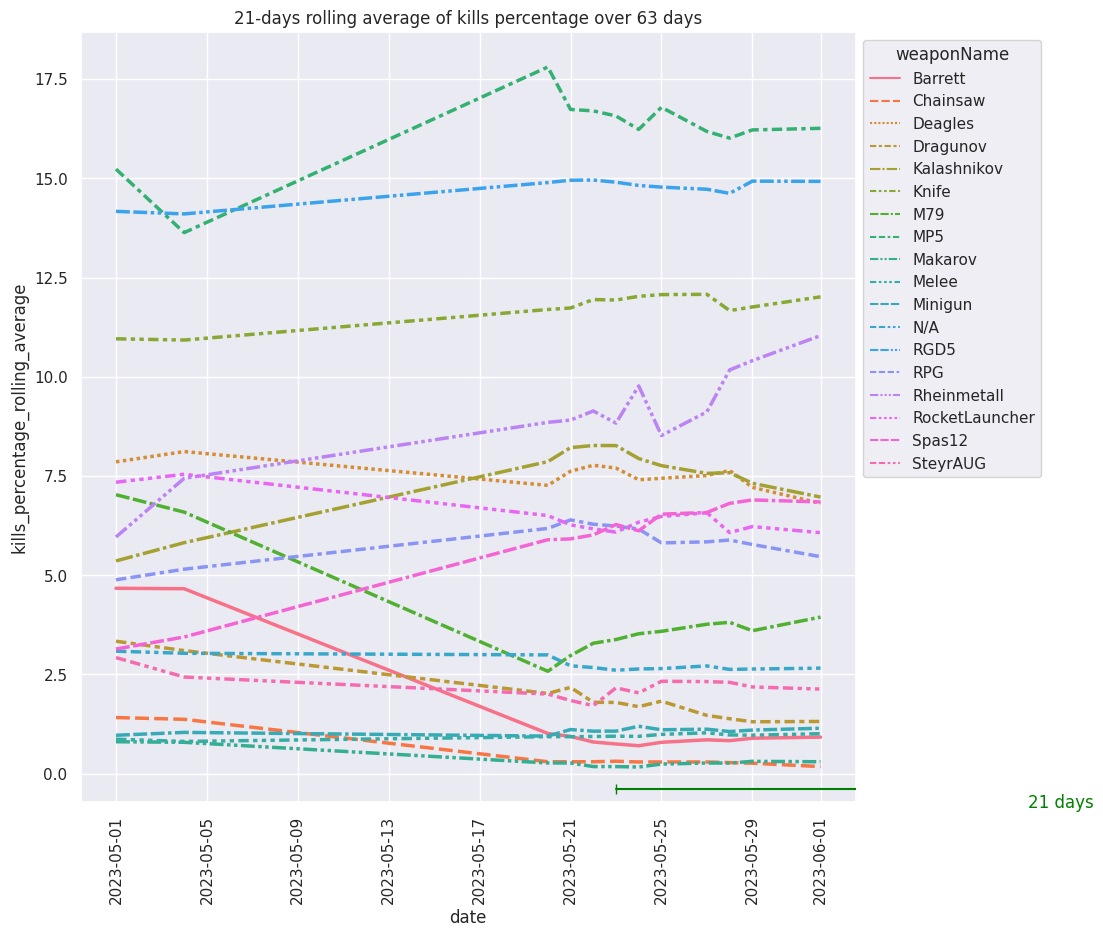 21-days rolling average of kills percentage over 63 days
kills_percentage_rolling_average
17.5
15.0
12.5
10.0
7.5
5.0
2.5
0.0
2023-05-01
2023-05-05
2023-05-09
2023-05-13
2023-05-17
2023-05-21
2023-05-25
2023-05-29
2023-06-01
date
21 days
weaponName
Barrett
Chainsaw
Deagles
Dragunov
Kalashnikov
Knife
M79
MP5
Makarov
Melee
Minigun
N/A
RGD5
RPG
Rheinmetall
RocketLauncher
Spas12
SteyrAUG